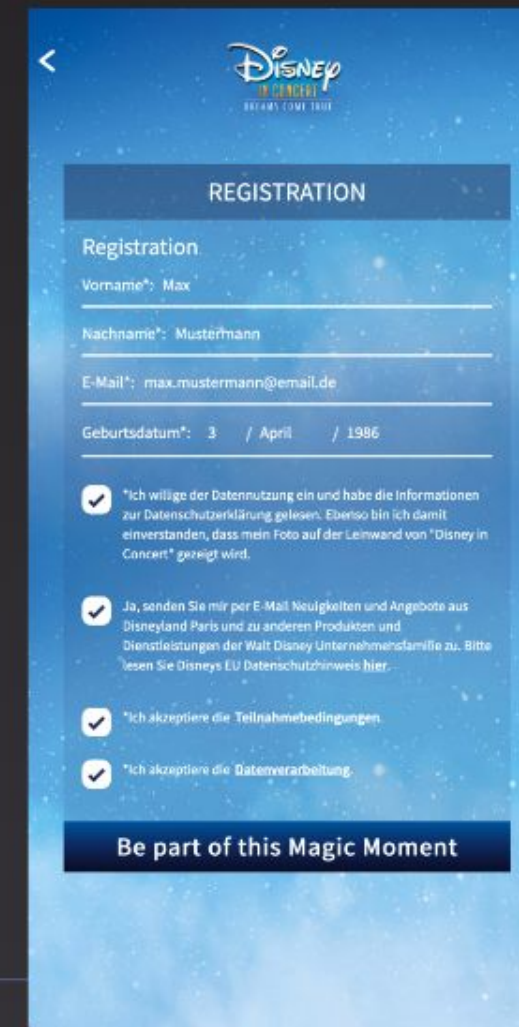 DISNEY
IN CONCERT
DREAMS COME TRUE
REGISTRATION
Registration
Vorname*: Max
Nachname*: Mustermann
E-Mail*: max.mustermann@email.de
Geburtsdatum*: 3 / April / 1986
*Ich willige der Datennutzung ein und habe die Informationen
zur Datenschutzerklärung gelesen. Ebenso bin ich damit
einverstanden, dass mein Foto auf der Leinwand von "Disney in
Concert" gezeigt wird.
Ja, senden Sie mir per E-Mail Neuigkeiten und Angebote aus
Disneyland Paris und zu anderen Produkten und
Dienstleistungen der Walt Disney Unternehmensfamilie zu. Bitte
lesen Sie Disneys EU Datenschutzhinweis hier.
*Ich akzeptiere die Teilnahmebedingungen.
*Ich akzeptiere die Datenverarbeitung.
Be part of this Magic Moment